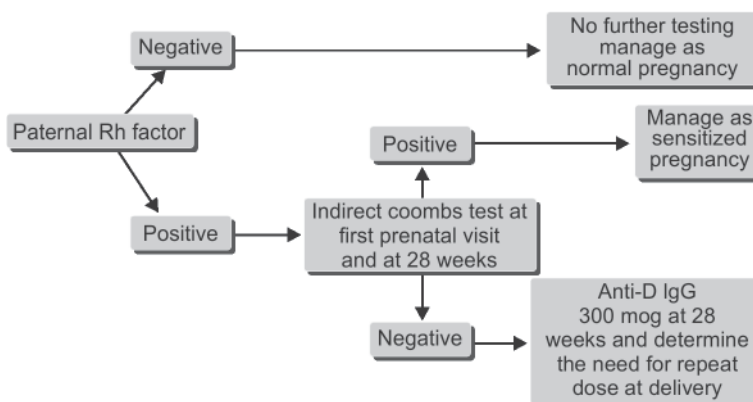 Negative
No further testing
manage as
normal pregnancy
Paternal Rh factor
Positive
Manage as
sensitized
pregnancy
Positive
Indirect coombs test at
first prenatal visit
and at 28 weeks
Negative
Anti-D IgG
300 mog at 28
weeks and determine
the need for repeat
dose at delivery